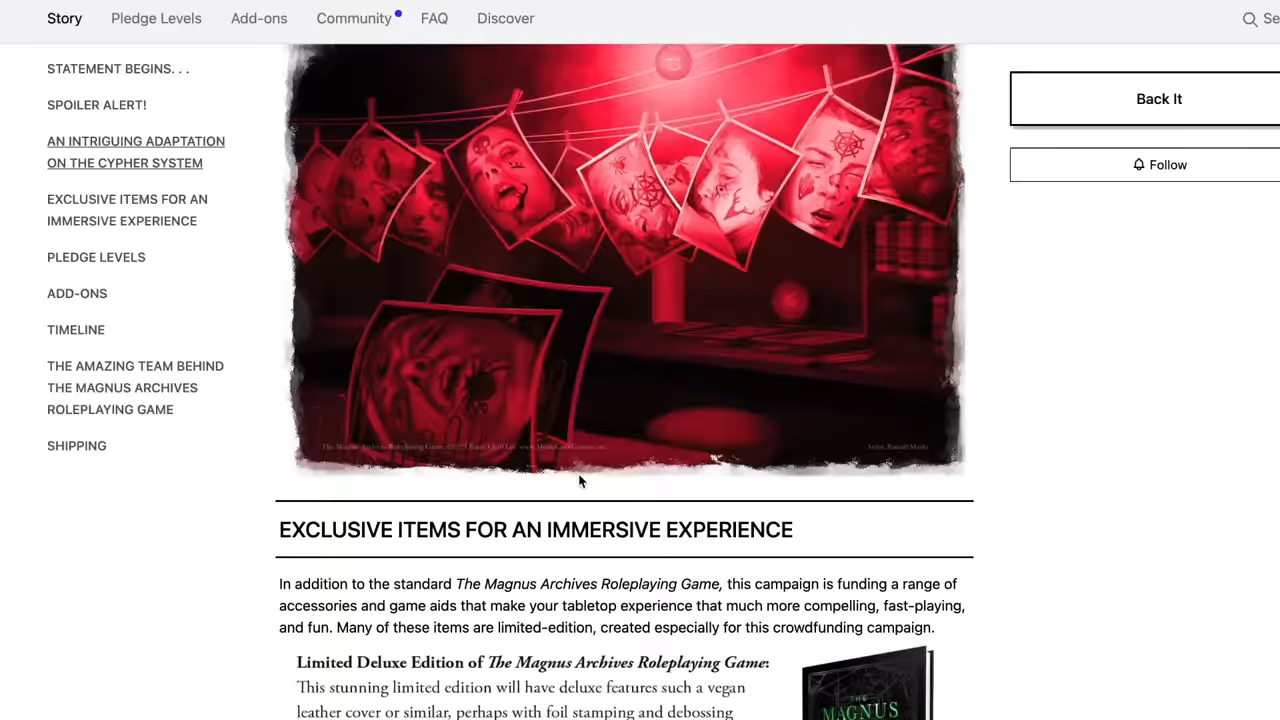 Story Pledge Levels Add-ons Community FAQ Discover Se
STATEMENT BEGINS. . .
SPOILER ALERT!
AN INTRIGUING ADAPTATION
ON THE CYPHER SYSTEM
EXCLUSIVE ITEMS FOR AN
IMMERSIVE EXPERIENCE
PLEDGE LEVELS
ADD-ONS
TIMELINE
THE AMAZING TEAM BEHIND
THE MAGNUS ARCHIVES
ROLEPLAYING GAME
SHIPPING
Back It
Follow
EXCLUSIVE ITEMS FOR AN IMMERSIVE EXPERIENCE
In addition to the standard The Magnus Archives Roleplaying Game, this campaign is funding a range of
accessories and game aids that make your tabletop experience that much more compelling, fast-playing,
and fun. Many of these items are limited-edition, created especially for this crowdfunding campaign.
Limited Deluxe Edition of The Magnus Archives Roleplaying Game:
This stunning limited edition will have deluxe features such a vegan
leather cover or similar, perhaps with foil stamping and debossing
THE
MAGNUS